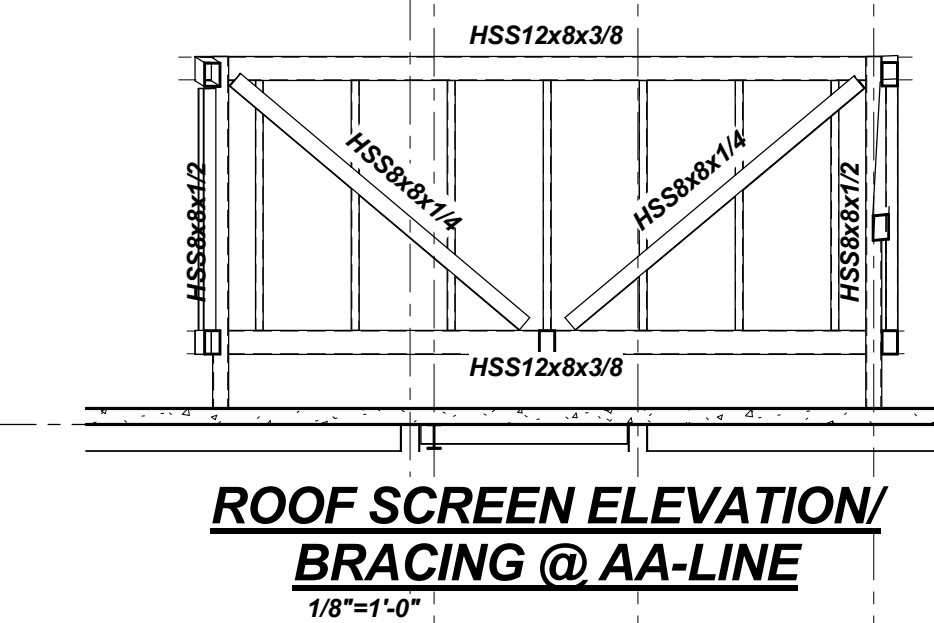 HSS12x8x3/8
HSS8x8x1/2
HSS8x8x1/4
HSS8x8x1/4
HSS8x8x1/2
HSS12x8x3/8
ROOF SCREEN ELEVATION/
BRACING @ AA-LINE
1/8"=1'-0"